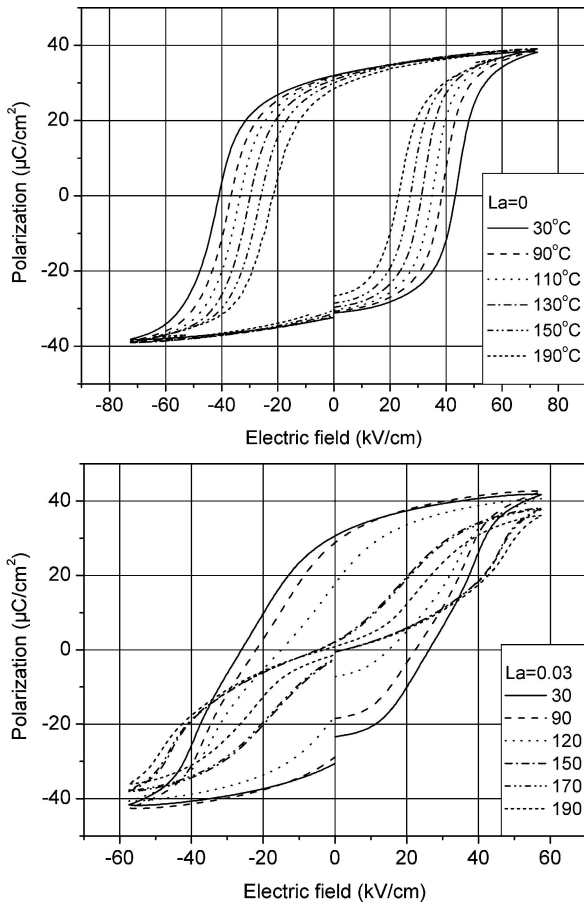 40
20
0
-20
-40
Polarization (µC/cm²)
-80 -60 -40 -20 0 20 40 60 80
Electric field (kV/cm)
La=0
30°C
90°C
110°C
130°C
150°C
190°C
40
20
0
-20
-40
Polarization (µC/cm²)
-60 -40 -20 0 20 40 60
Electric field (kV/cm)
La=0.03
30
90
120
150
170
190